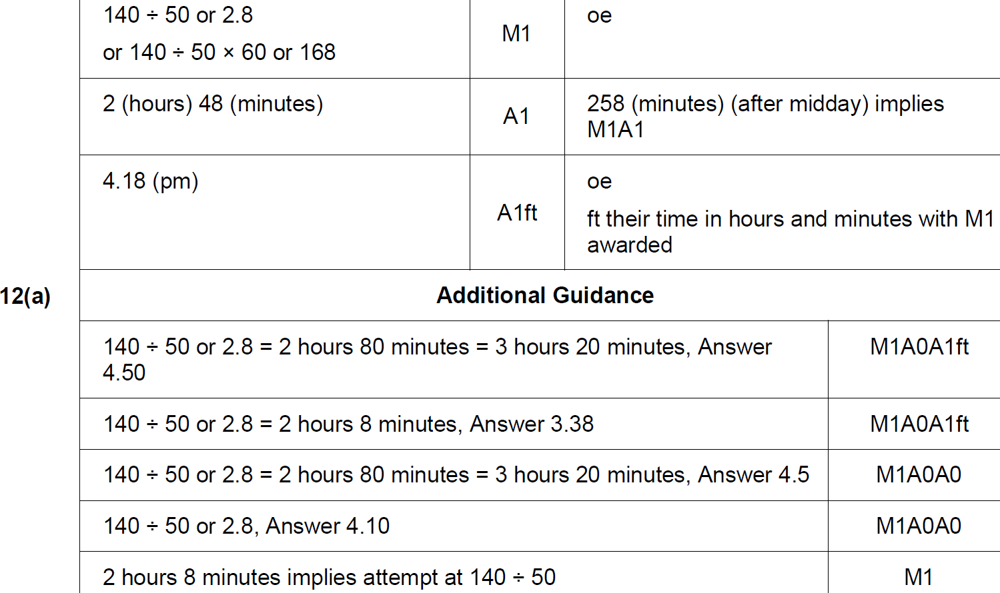 140 ÷ 50 or 2.8
or 140 ÷ 50 × 60 or 168
M1
oe
2 (hours) 48 (minutes)
A1
258 (minutes) (after midday) implies
M1A1
4.18 (pm)
A1ft
oe
ft their time in hours and minutes with M1
awarded
12(a)
Additional Guidance
140 ÷ 50 or 2.8 = 2 hours 80 minutes = 3 hours 20 minutes, Answer
4.50
M1A0A1ft
140 ÷ 50 or 2.8 = 2 hours 8 minutes, Answer 3.38
M1A0A1ft
140 ÷ 50 or 2.8 = 2 hours 80 minutes = 3 hours 20 minutes, Answer 4.5
M1A0A0
140 ÷ 50 or 2.8, Answer 4.10
M1A0A0
2 hours 8 minutes implies attempt at 140 ÷ 50
M1